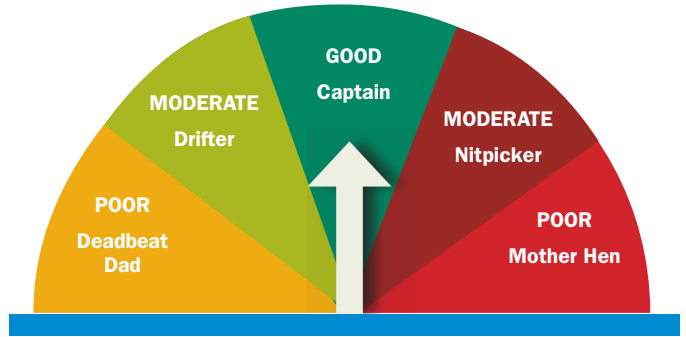 POOR
Deadbeat
Dad
MODERATE
Drifter
GOOD
Captain
MODERATE
Nitpicker
POOR
Mother Hen